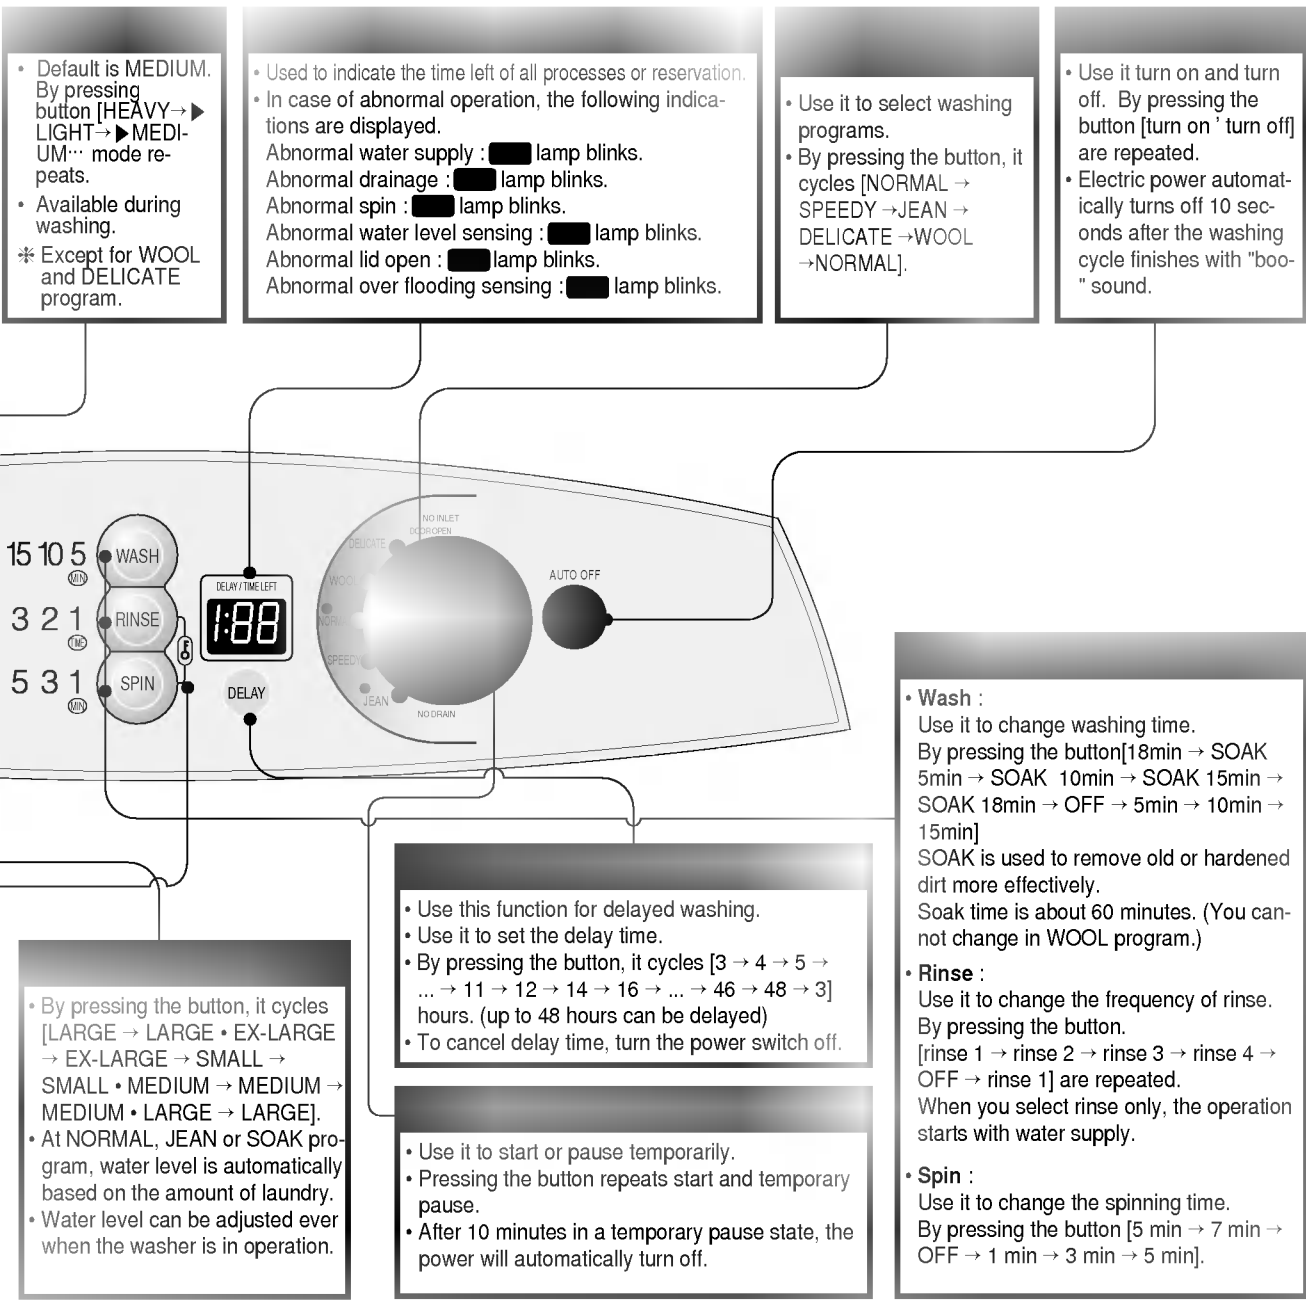 • Default is MEDIUM.
By pressing
button [HEAVY→▶
LIGHT→▶MEDI-
UM··· mode re-
peats.
• Available during
washing.
❈ Except for WOOL
and DELICATE
program.
• Used to indicate the time left of all processes or reservation.
• In case of abnormal operation, the following indica-
tions are displayed.
Abnormal water supply : lamp blinks.
Abnormal drainage : lamp blinks.
Abnormal spin : lamp blinks.
Abnormal water level sensing : lamp blinks.
Abnormal lid open : lamp blinks.
Abnormal over flooding sensing : lamp blinks.
• Use it to select washing
programs.
• By pressing the button, it
cycles [NORMAL →
SPEEDY →JEAN →
DELICATE →WOOL
→NORMAL].
• Use it turn on and turn
off. By pressing the
button [turn on ' turn off]
are repeated.
• Electric power automat-
ically turns off 10 sec-
onds after the washing
cycle finishes with "boo-
" sound.
15 10 5
MIN
WASH
3 2 1
TIME
RINSE
5 3 1
MIN
SPIN
DELAY / TIME LEFT
1:88
DELAY
NO INLET
DOOR OPEN
DELICATE
WOOL
NORMAL
SPEEDY
JEAN
NO DRAIN
AUTO OFF
• By pressing the button, it cycles
[LARGE → LARGE • EX-LARGE
→ EX-LARGE → SMALL →
SMALL • MEDIUM → MEDIUM →
MEDIUM • LARGE → LARGE].
• At NORMAL, JEAN or SOAK pro-
gram, water level is automatically
based on the amount of laundry.
• Water level can be adjusted ever
when the washer is in operation.
• Use this function for delayed washing.
• Use it to set the delay time.
• By pressing the button, it cycles [3 → 4 → 5 →
... → 11 → 12 → 14 → 16 → ... → 46 → 48 → 3]
hours. (up to 48 hours can be delayed)
• To cancel delay time, turn the power switch off.
• Use it to start or pause temporarily.
• Pressing the button repeats start and temporary
pause.
• After 10 minutes in a temporary pause state, the
power will automatically turn off.
• Wash :
Use it to change washing time.
By pressing the button[18min → SOAK
5min → SOAK 10min → SOAK 15min →
SOAK 18min → OFF → 5min → 10min →
15min]
SOAK is used to remove old or hardened
dirt more effectively.
Soak time is about 60 minutes. (You can-
not change in WOOL program.)
• Rinse :
Use it to change the frequency of rinse.
By pressing the button.
[rinse 1 → rinse 2 → rinse 3 → rinse 4 →
OFF → rinse 1] are repeated.
When you select rinse only, the operation
starts with water supply.
• Spin :
Use it to change the spinning time.
By pressing the button [5 min → 7 min →
OFF → 1 min → 3 min → 5 min].